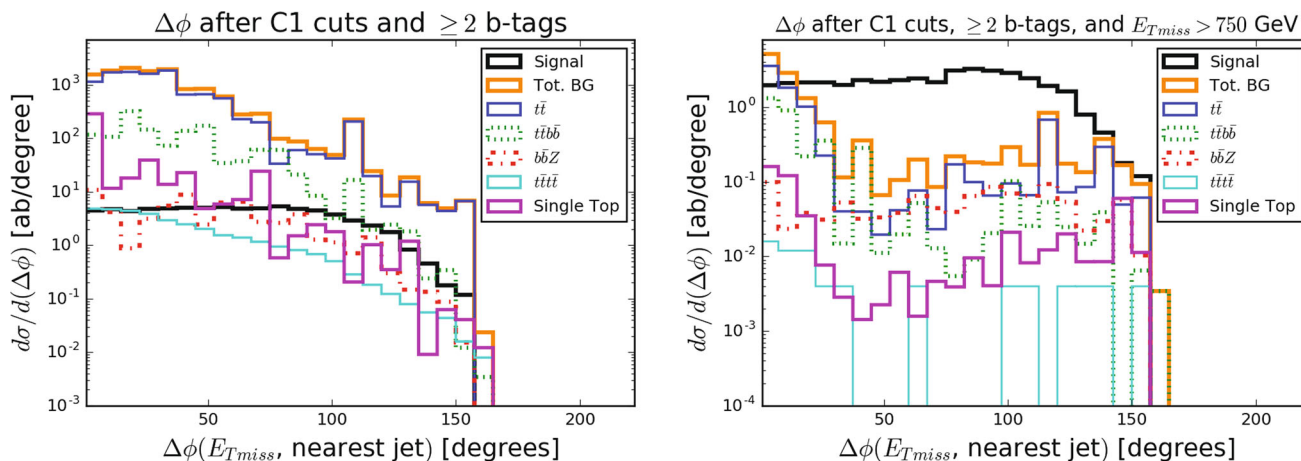 Δϕ after C1 cuts and ≥ 2 b-tags
dσ/d(Δϕ) [ab/degree]
10³
10²
10¹
10⁰
10⁻¹
10⁻²
10⁻³
50
100
150
200
Δϕ(E_Tmiss, nearest jet) [degrees]
Signal
Tot. BG
tt̄
tt̄bb̄
bb̄Z
tt̄tt̄
Single Top
Δϕ after C1 cuts, ≥ 2 b-tags, and E_Tmiss > 750 GeV
dσ/d(Δϕ) [ab/degree]
10⁰
10⁻¹
10⁻²
10⁻³
10⁻⁴
50
100
150
200
Δϕ(E_Tmiss, nearest jet) [degrees]
Signal
Tot. BG
tt̄
tt̄bb̄
bb̄Z
tt̄tt̄
Single Top